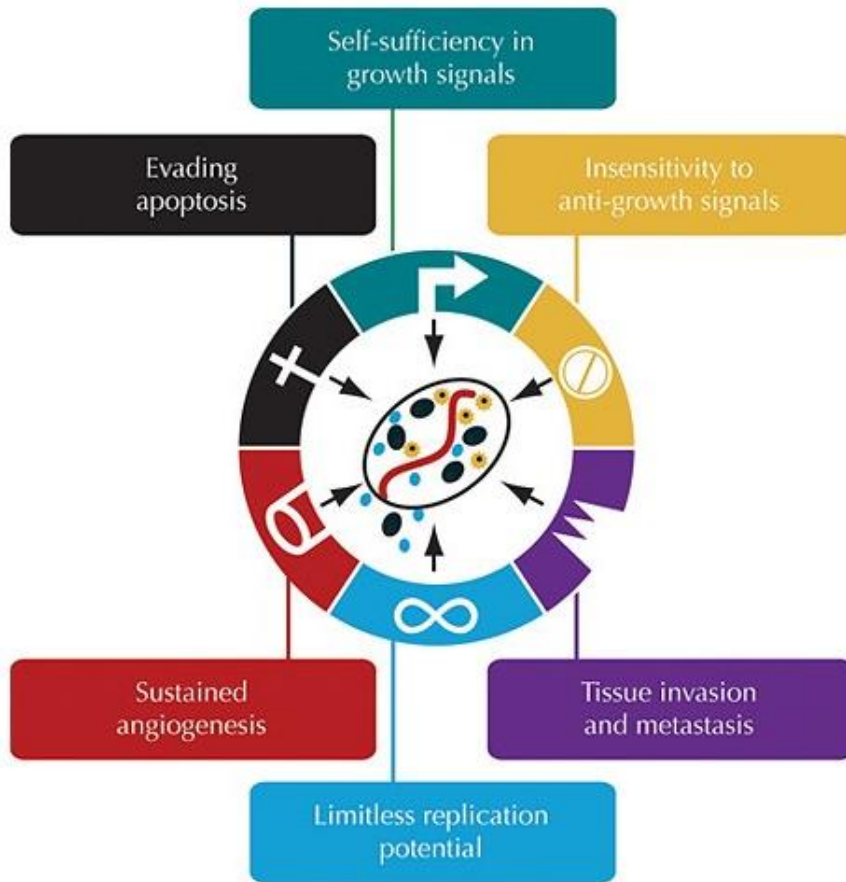 Self-sufficiency in
growth signals
Evading
apoptosis
Insensitivity to
anti-growth signals
Sustained
angiogenesis
Tissue invasion
and metastasis
Limitless replication
potential